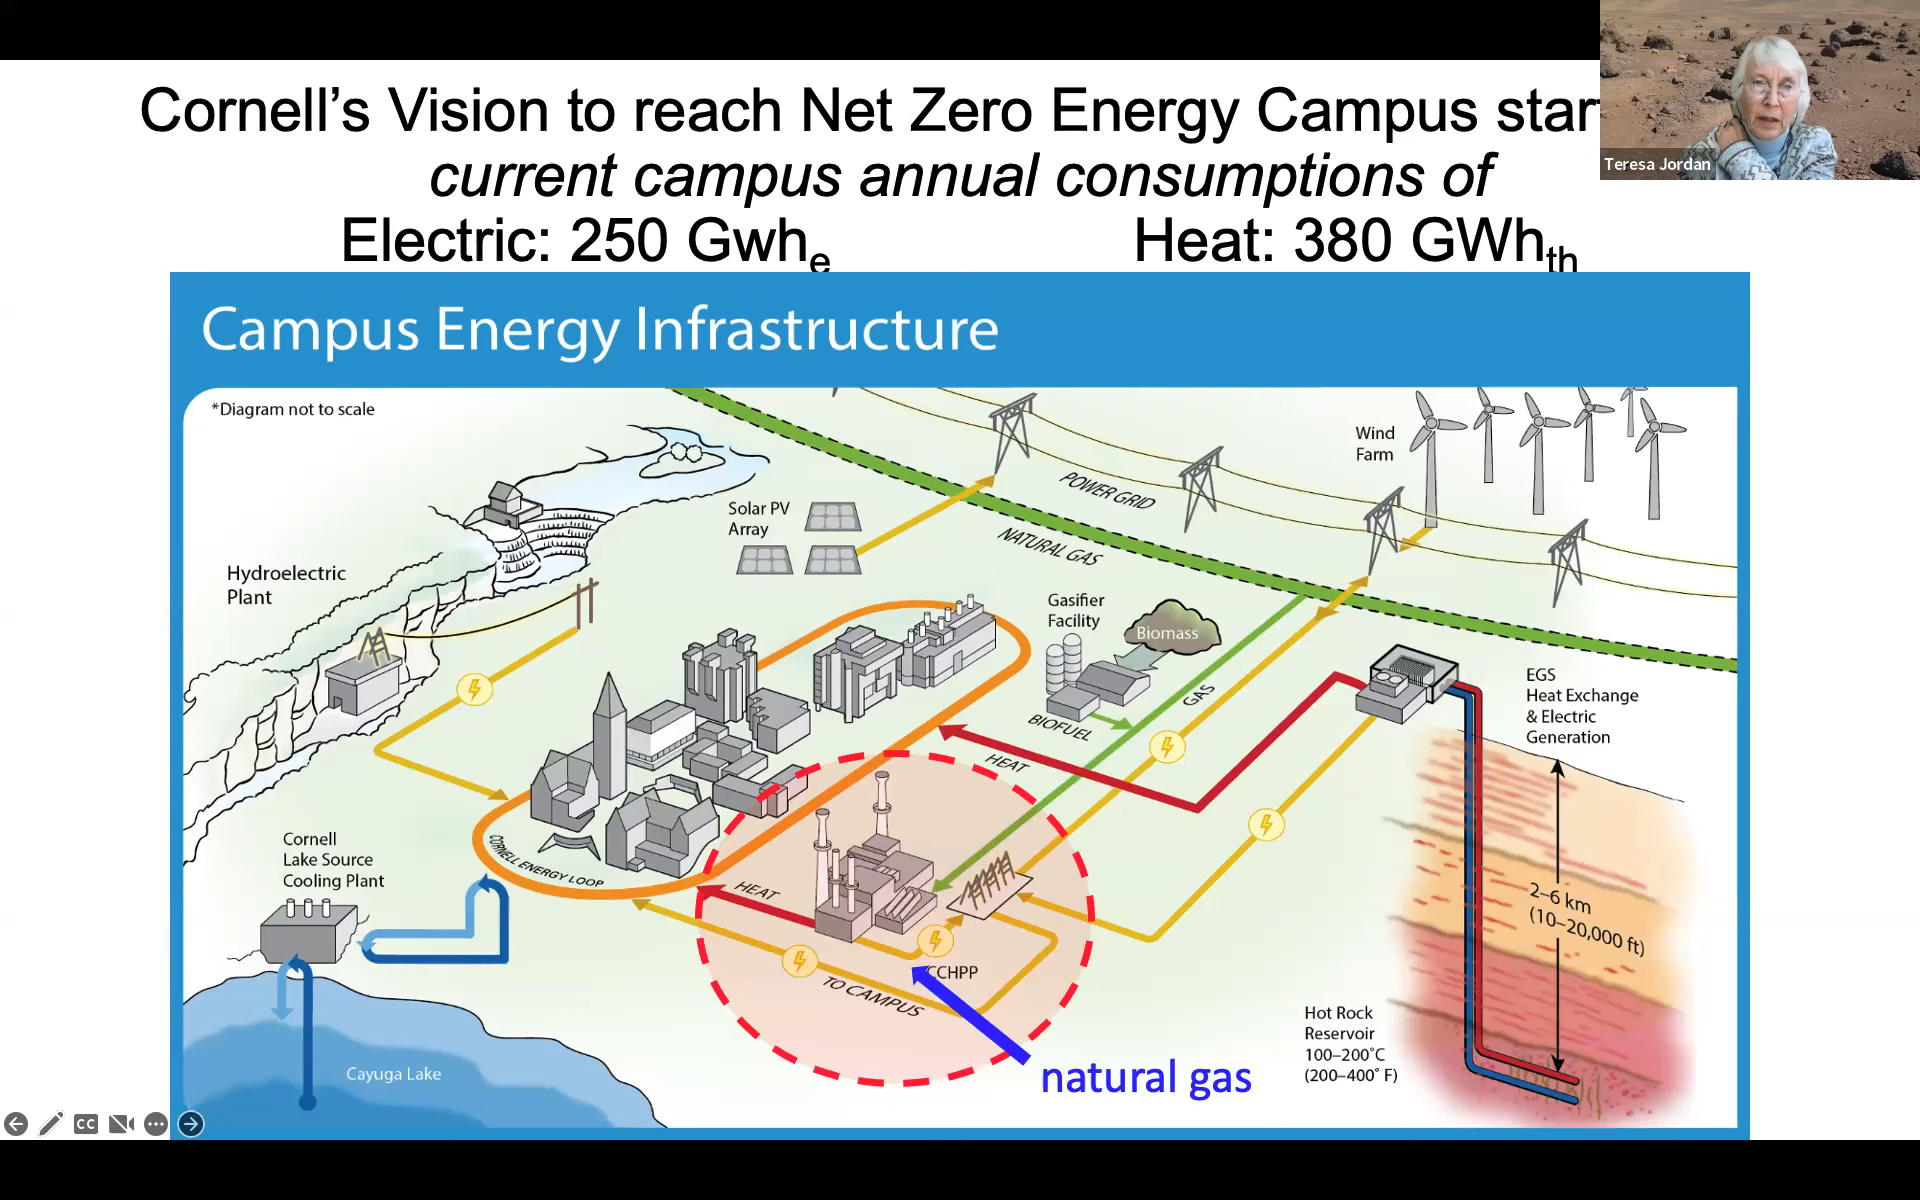 Cornell's Vision to reach Net Zero Energy Campus star
current campus annual consumptions of
Electric: 250 Gwhe
Heat: 380 GWhth
Teresa Jordan
Campus Energy Infrastructure
*Diagram not to scale
Wind
Farm
POWER GRID
NATURAL GAS
Solar PV
Array
Hydroelectric
Plant
Gasifier
Facility
Biomass
BIOFUEL
GAS
HEAT
EGS
Heat Exchange
& Electric
Generation
2–6 km
(10–20,000 ft)
Cornell
Lake Source
Cooling Plant
CORNELL ENERGY LOOP
HEAT
CCHPP
TO CAMPUS
natural gas
Hot Rock
Reservoir
100–200˚C
(200–400˚ F)
Cayuga Lake
CC